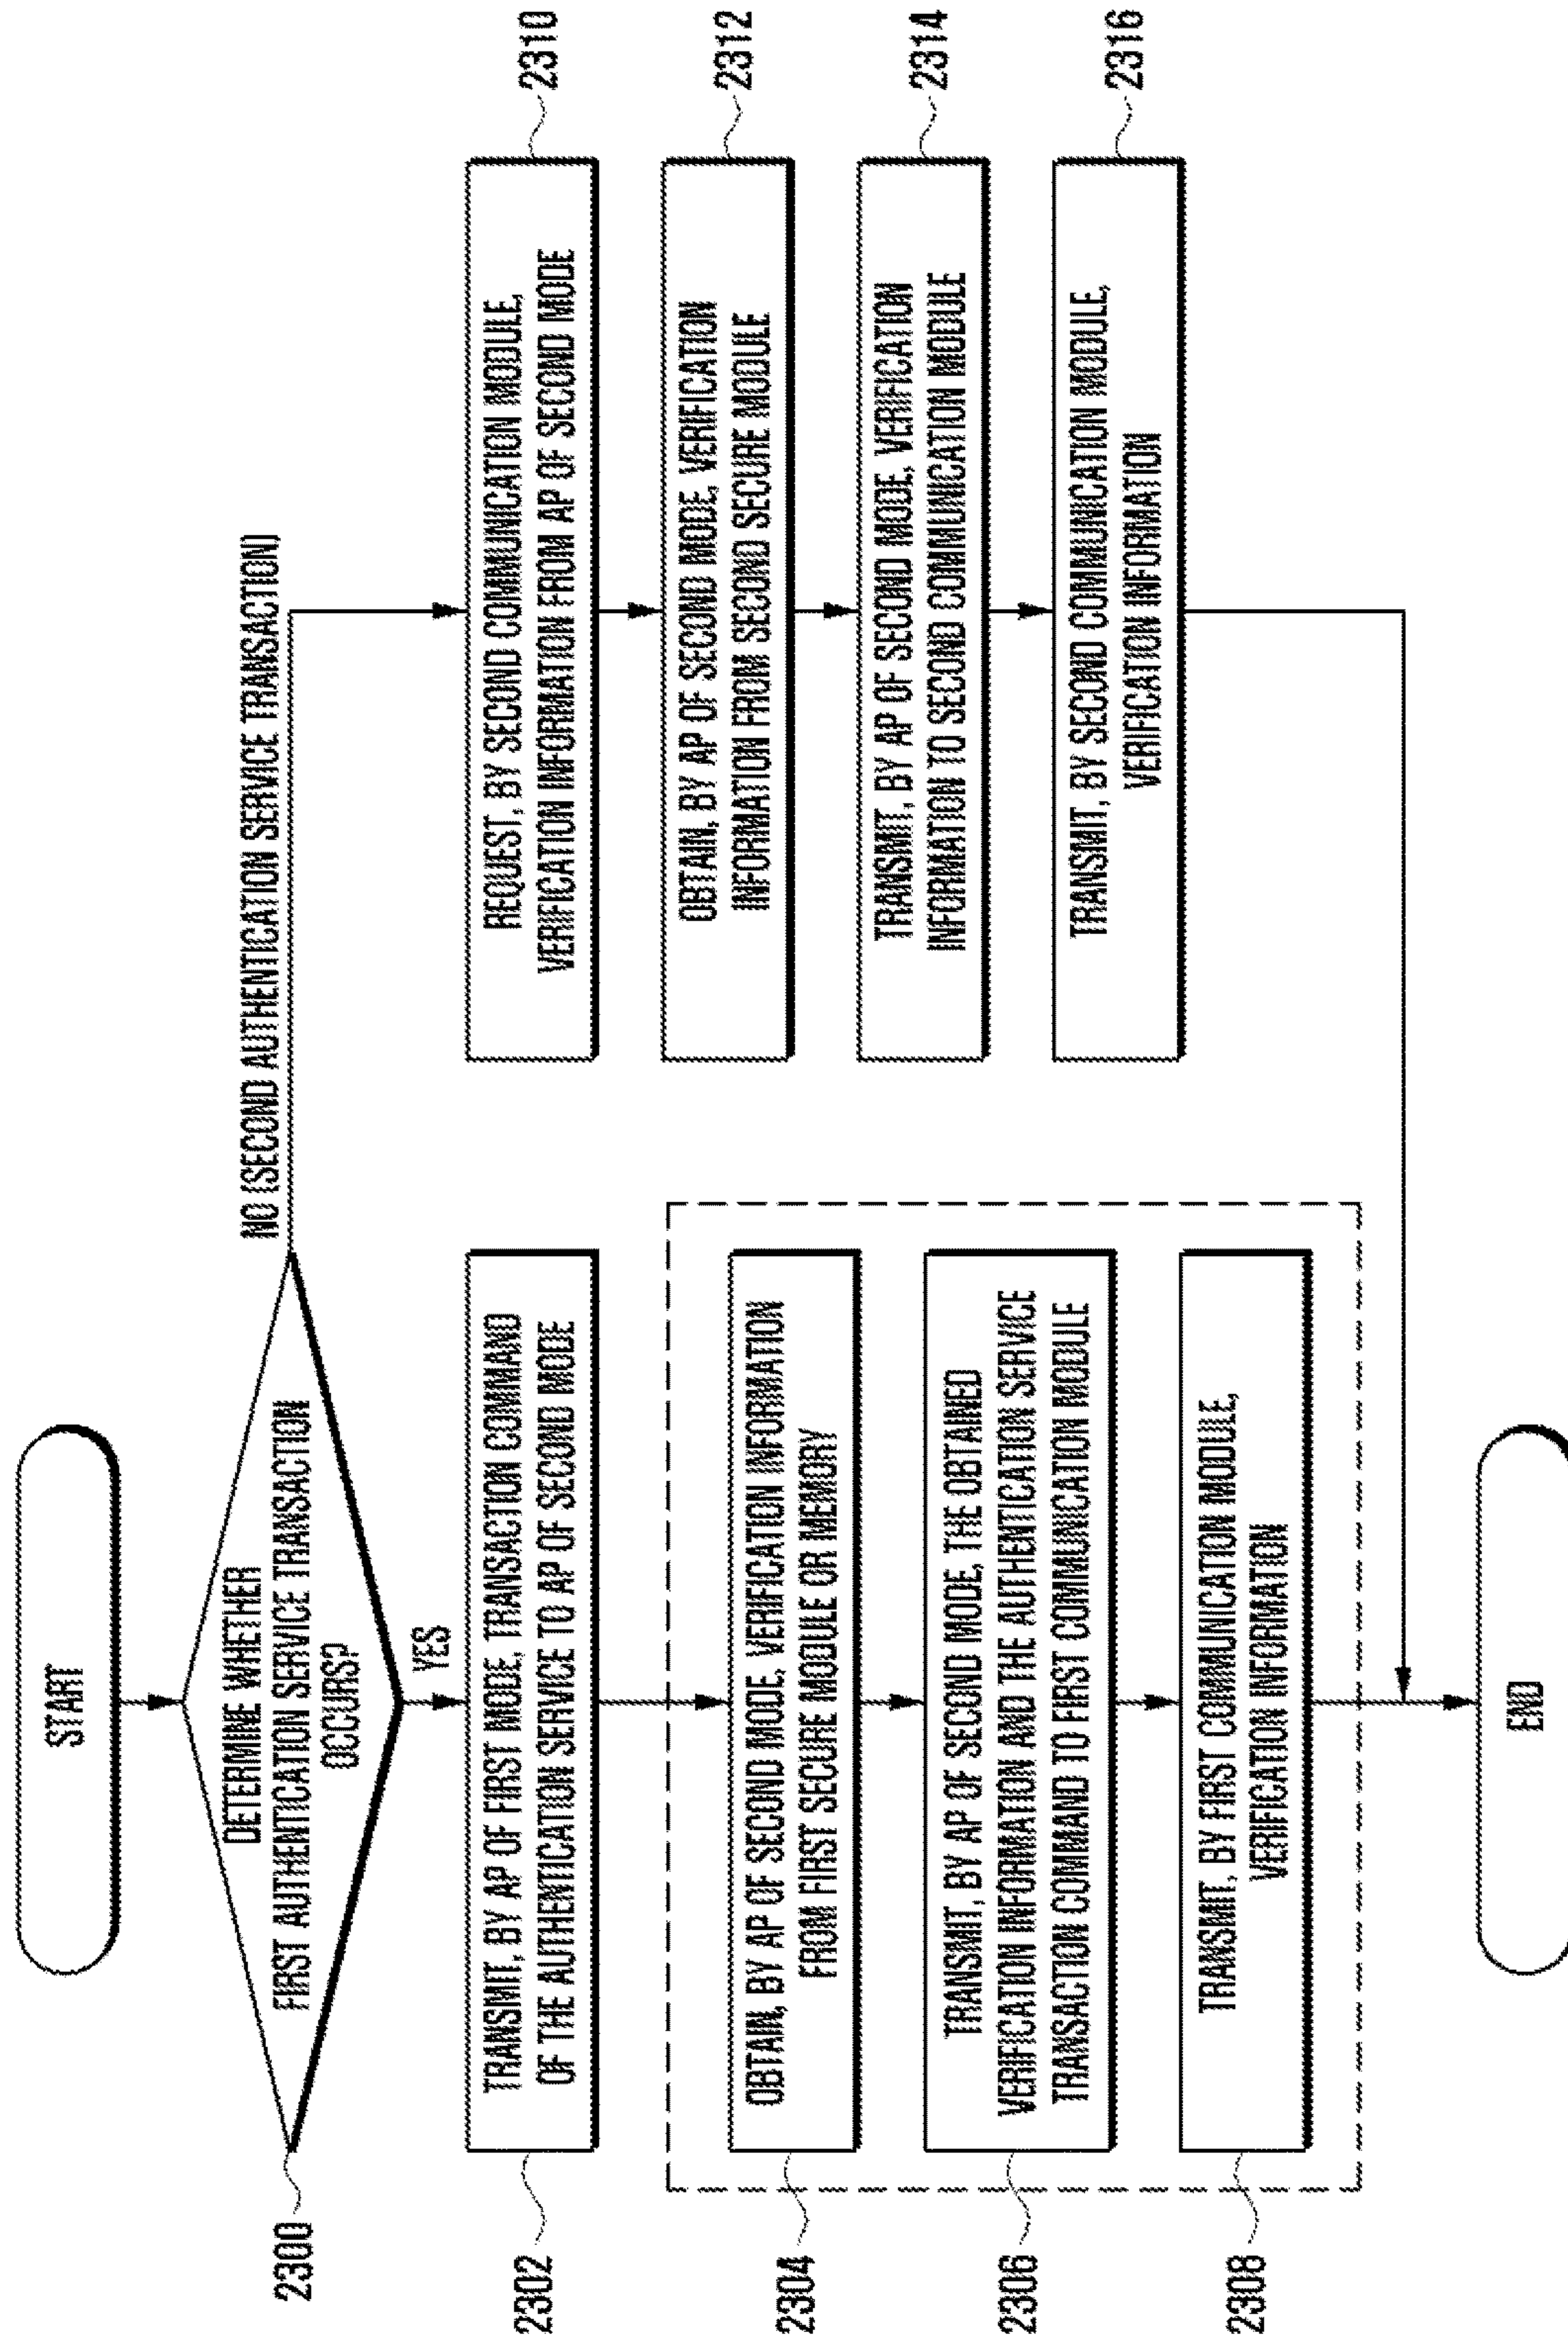 START
DETERMINE WHETHER
FIRST AUTHENTICATION SERVICE TRANSACTION
OCCURS?
2300
NO (SECOND AUTHENTICATION SERVICE TRANSACTION)
YES
TRANSMIT, BY AP OF FIRST MODE, TRANSACTION COMMAND
OF THE AUTHENTICATION SERVICE TO AP OF SECOND MODE
2302
OBTAIN, BY AP OF SECOND MODE, VERIFICATION INFORMATION
FROM FIRST SECURE MODULE OR MEMORY
2304
TRANSMIT, BY AP OF SECOND MODE, THE OBTAINED
VERIFICATION INFORMATION AND THE AUTHENTICATION SERVICE
TRANSACTION COMMAND TO FIRST COMMUNICATION MODULE
2306
TRANSMIT, BY FIRST COMMUNICATION MODULE,
VERIFICATION INFORMATION
2308
REQUEST, BY SECOND COMMUNICATION MODULE,
VERIFICATION INFORMATION FROM AP OF SECOND MODE
2310
OBTAIN, BY AP OF SECOND MODE, VERIFICATION
INFORMATION FROM SECOND SECURE MODULE
2312
TRANSMIT, BY AP OF SECOND MODE, VERIFICATION
INFORMATION TO SECOND COMMUNICATION MODULE
2314
TRANSMIT, BY SECOND COMMUNICATION MODULE,
VERIFICATION INFORMATION
2316
END